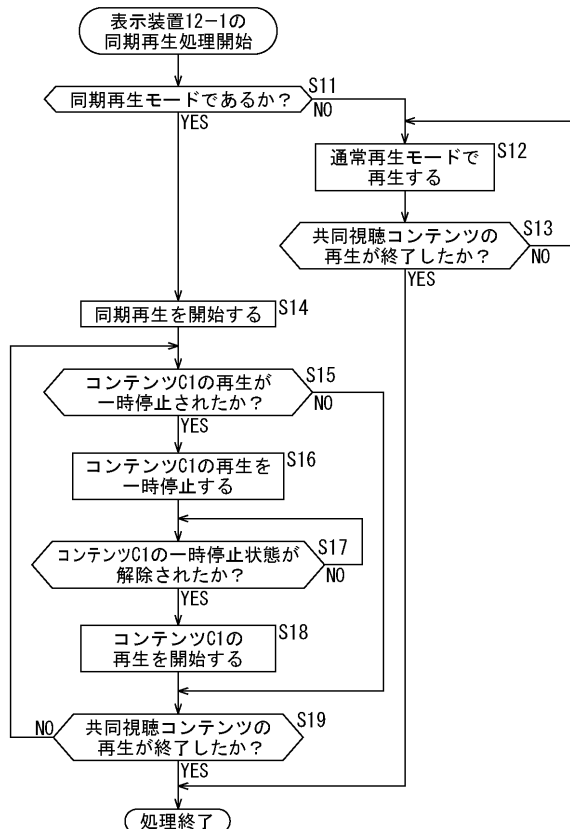 表示装置12-1の
同期再生処理開始
同期再生モードであるか?
S11
NO
YES
通常再生モードで
再生する
S12
共同視聴コンテンツの
再生が終了したか?
S13
NO
YES
同期再生を開始する
S14
コンテンツC1の再生が
一時停止されたか?
S15
NO
YES
コンテンツC1の再生を
一時停止する
S16
コンテンツC1の一時停止状態が
解除されたか?
S17
NO
YES
コンテンツC1の
再生を開始する
S18
共同視聴コンテンツの
再生が終了したか?
S19
NO
YES
処理終了